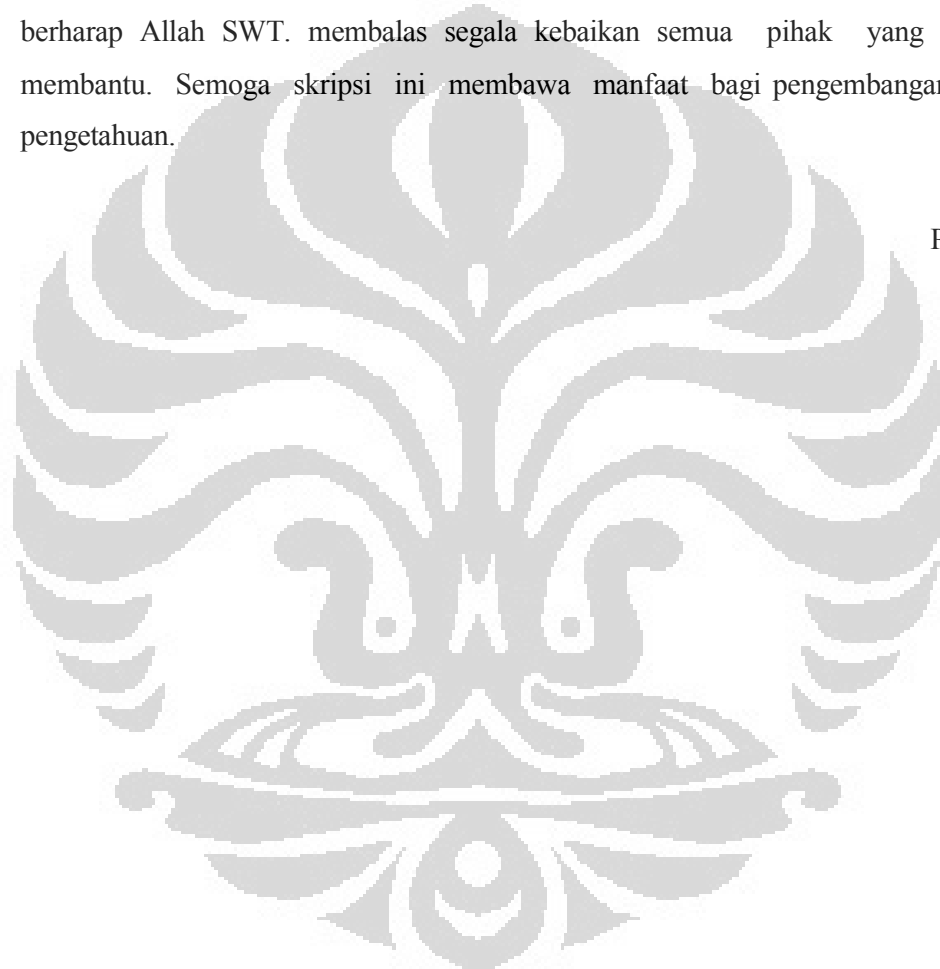 berharap Allah SWT. membalas segala kebaikan semua pihak yang
membantu. Semoga skripsi ini membawa manfaat bagi pengembangan
pengetahuan.